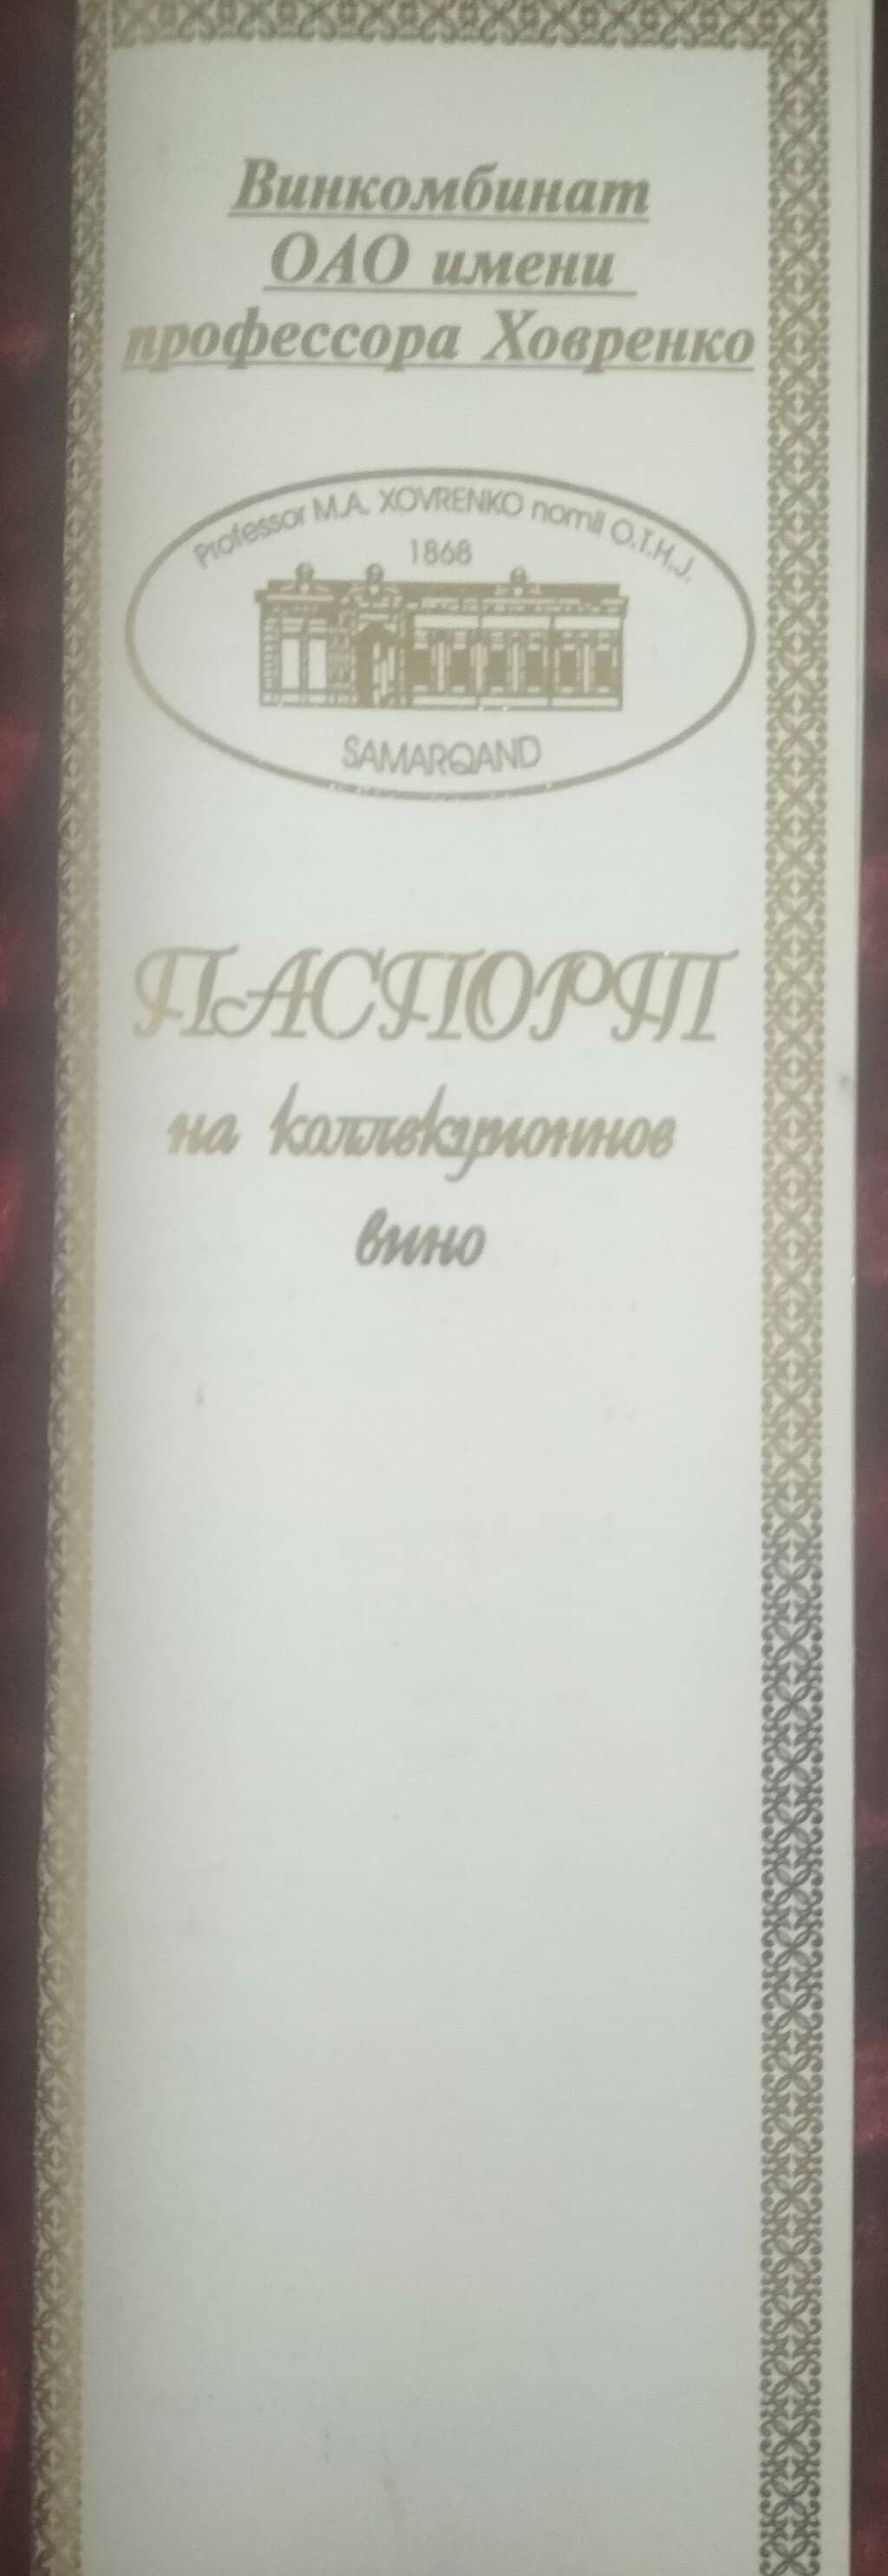 Винкомбинат
ОАО имени
профессора Ховренко
Professor M.A. XOVRENKO nomli O.T.H.J.
1868
SAMARQAND
ПАСПОРТ
на коллекционное
вино